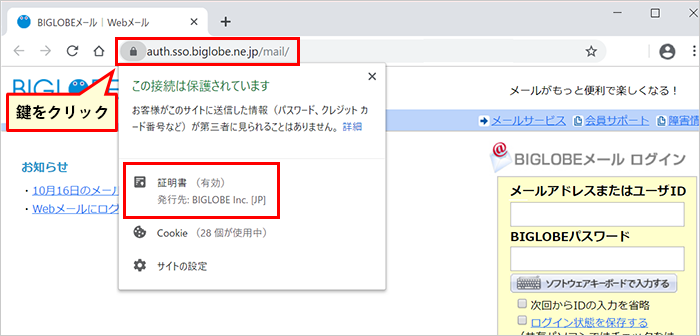 BIGLOBEメール｜Webメール
auth.sso.biglobe.ne.jp/mail/
BIGLOB
鍵をクリック
この接続は保護されています
お客様がこのサイトに送信した情報（パスワード、クレジット カード番号など）が第三者に見られることはありません。 詳細
証明書 （有効）
発行先: BIGLOBE Inc. [JP]
Cookie （28 個が使用中）
サイトの設定
メールがもっと便利で楽しくなる！
メールサービス 会員サポート 障害情
お知らせ
・10月16日のメー
・Webメールにログ
BIGLOBEメール ログイン
メールアドレスまたはユーザID
BIGLOBEパスワード
ソフトウェアキーボードで入力する
次回からIDの入力を省略
ログイン状態を保存する